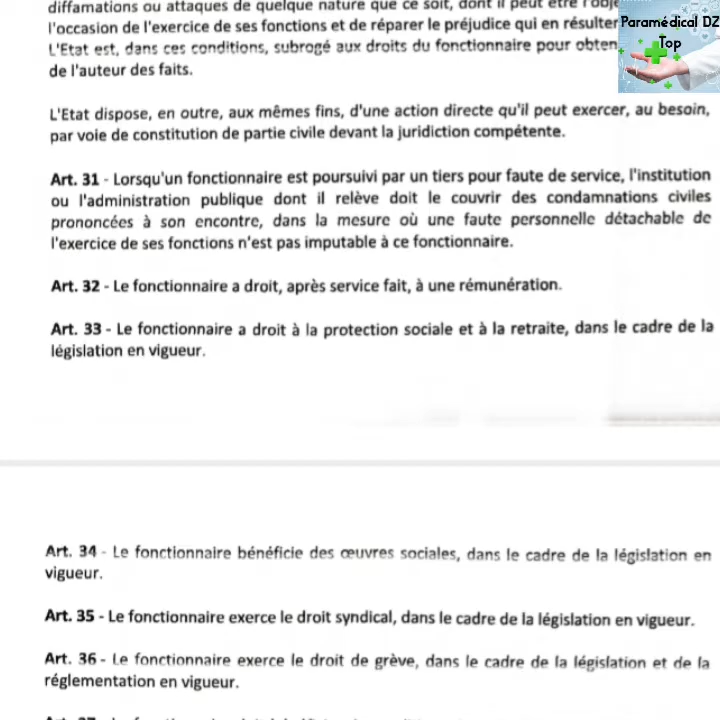 diffamations ou attaques de quelque nature que ce soit, dont il peut être l'obje
l'occasion de l'exercice de ses fonctions et de réparer le préjudice qui en résulter
L'Etat est, dans ces conditions, subrogé aux droits du fonctionnaire pour obten
de l'auteur des faits.
Paramédical DZ
Top
L'Etat dispose, en outre, aux mêmes fins, d'une action directe qu'il peut exercer, au besoin,
par voie de constitution de partie civile devant la juridiction compétente.
Art. 31 - Lorsqu'un fonctionnaire est poursuivi par un tiers pour faute de service, l'institution
ou l'administration publique dont il relève doit le couvrir des condamnations civiles
prononcées à son encontre, dans la mesure où une faute personnelle détachable de
l'exercice de ses fonctions n'est pas imputable à ce fonctionnaire.
Art. 32 - Le fonctionnaire a droit, après service fait, à une rémunération.
Art. 33 - Le fonctionnaire a droit à la protection sociale et à la retraite, dans le cadre de la
législation en vigueur.
Art. 34 - Le fonctionnaire bénéficie des œuvres sociales, dans le cadre de la législation en
vigueur.
Art. 35 - Le fonctionnaire exerce le droit syndical, dans le cadre de la législation en vigueur.
Art. 36 - Le fonctionnaire exerce le droit de grève, dans le cadre de la législation et de la
réglementation en vigueur.